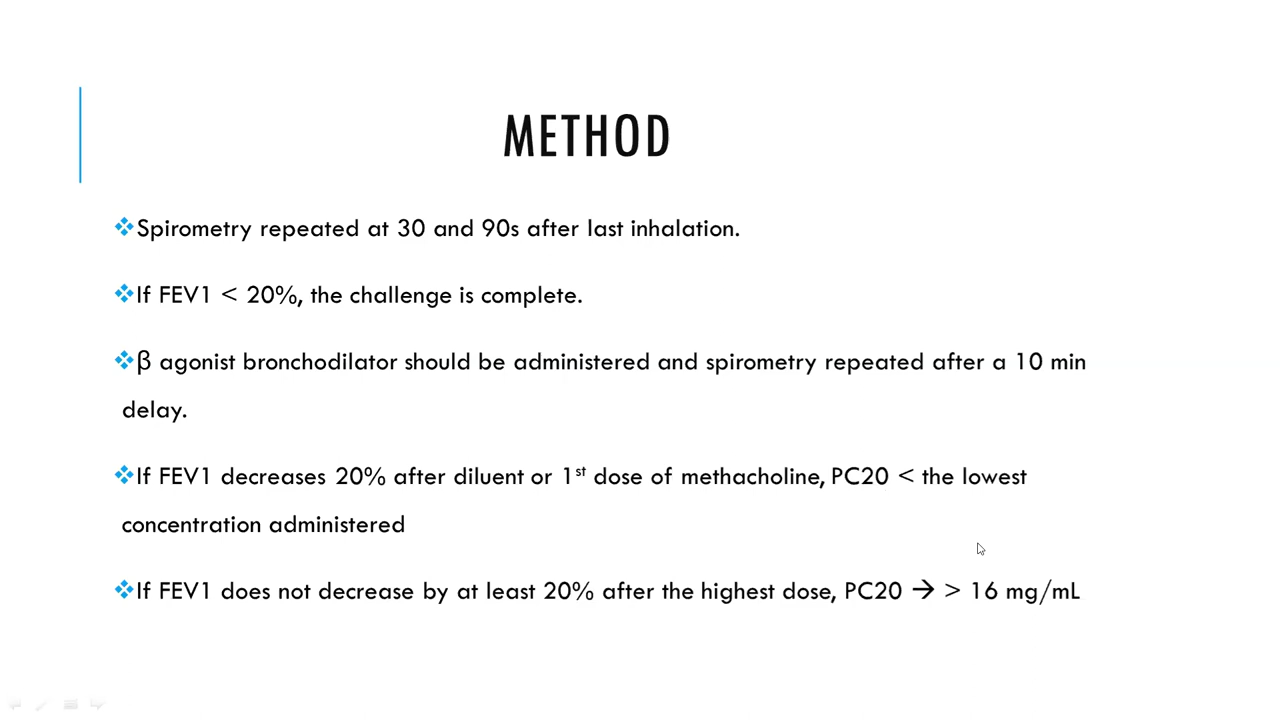 METHOD
❖Spirometry repeated at 30 and 90s after last inhalation.
❖If FEV1 < 20%, the challenge is complete.
❖β agonist bronchodilator should be administered and spirometry repeated after a 10 min
delay.
❖If FEV1 decreases 20% after diluent or 1st dose of methacholine, PC20 < the lowest
concentration administered
❖If FEV1 does not decrease by at least 20% after the highest dose, PC20 → > 16 mg/mL